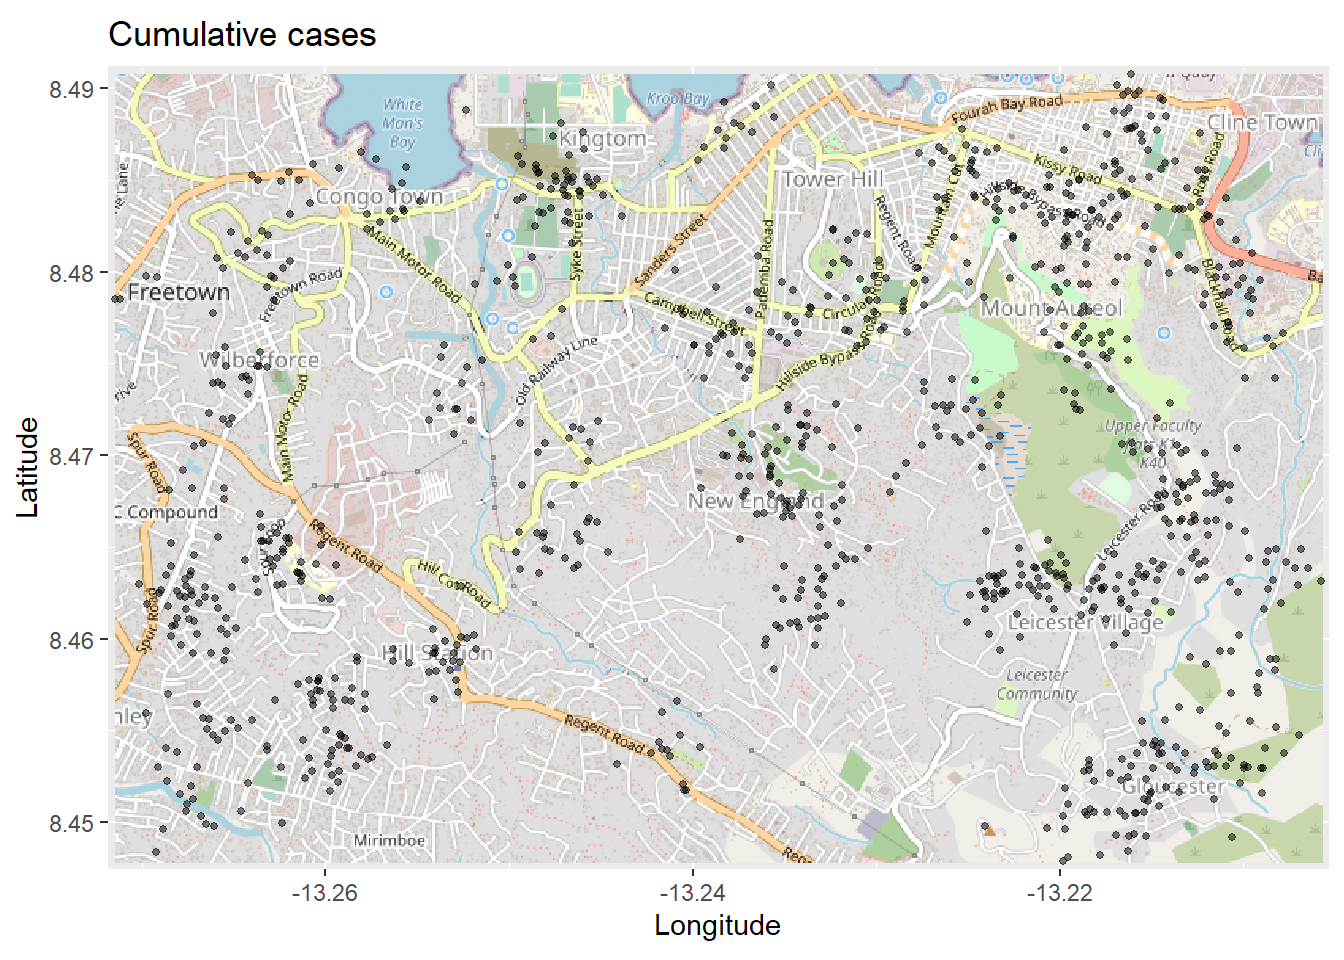 Cumulative cases
8.49
8.48
8.47
8.46
8.45
Latitude
-13.26
-13.24
-13.22
Longitude
White
Man's
Bay
Kroo Bay
Kingtom
Fourah Bay Road
Cline Town
Kissy Road
Ross Road
Congo Town
Tower Hill
Bypass Road
Regent Road
Main Motor Road
Syke Street
Sanders Street
Pademba Road
Freetown
Freetown Road
Campbell Street
Circular Road
Mount Aureol
Black Hall Road
Wilberforce
Old Railway Line
Hillside Bypass Road
Main Motor Road
Spur Road
Upper Faculty
K40
New England
C Compound
Regent Road
Leicester Road
Spur Road
Leicester Village
Hill Station
Leicester
Community
nley
Regent Road
Gloucester
Mirimboe